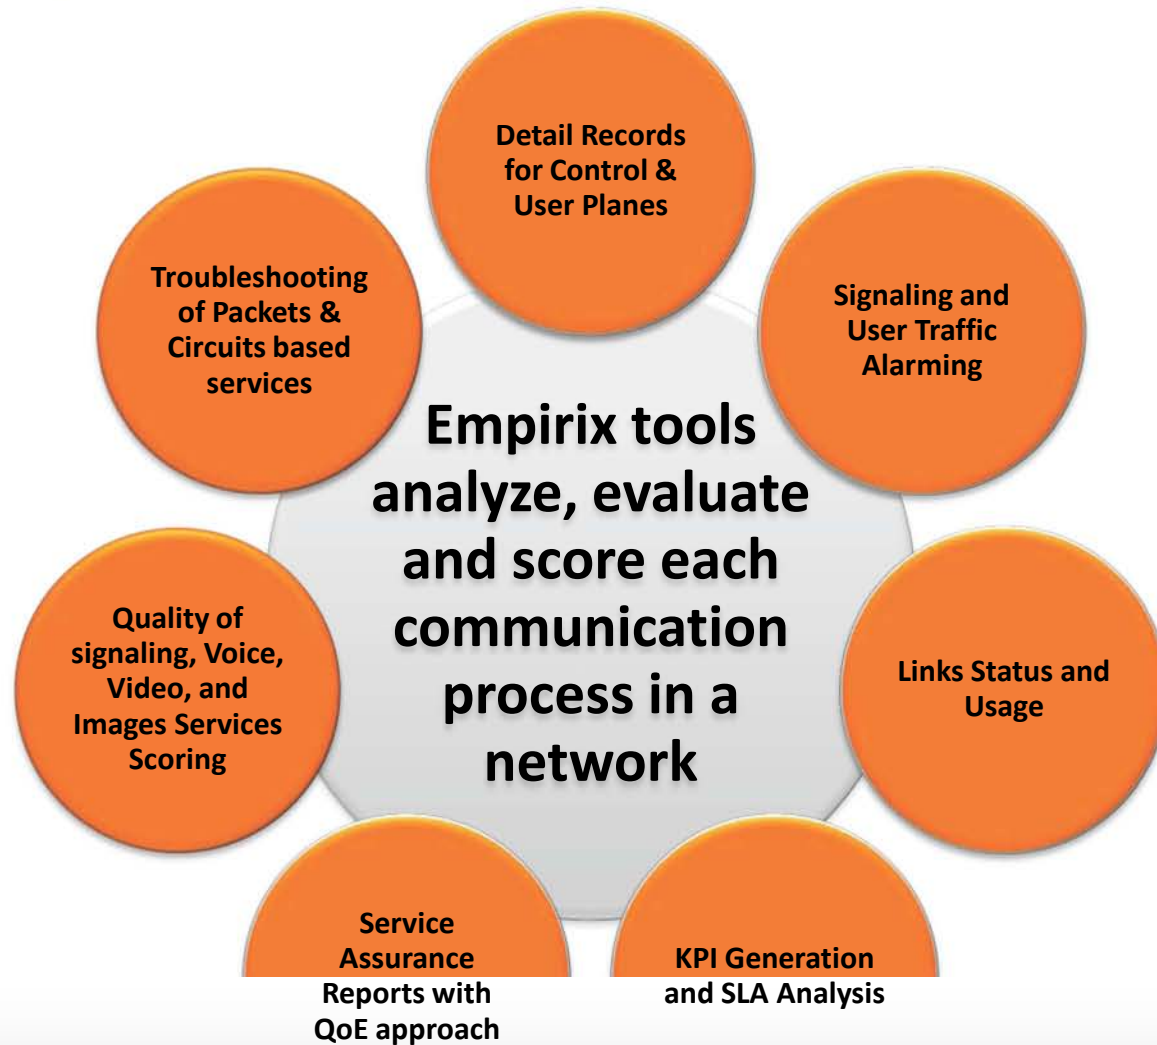 Detail Records
for Control &
User Planes
Signaling and
User Traffic
Alarming
Links Status and
Usage
KPI Generation
and SLA Analysis
Service
Assurance
Reports with
QoE approach
Quality of
signaling, Voice,
Video, and
Images Services
Scoring
Troubleshooting
of Packets &
Circuits based
services
Empirix tools
analyze, evaluate
and score each
communication
process in a
network